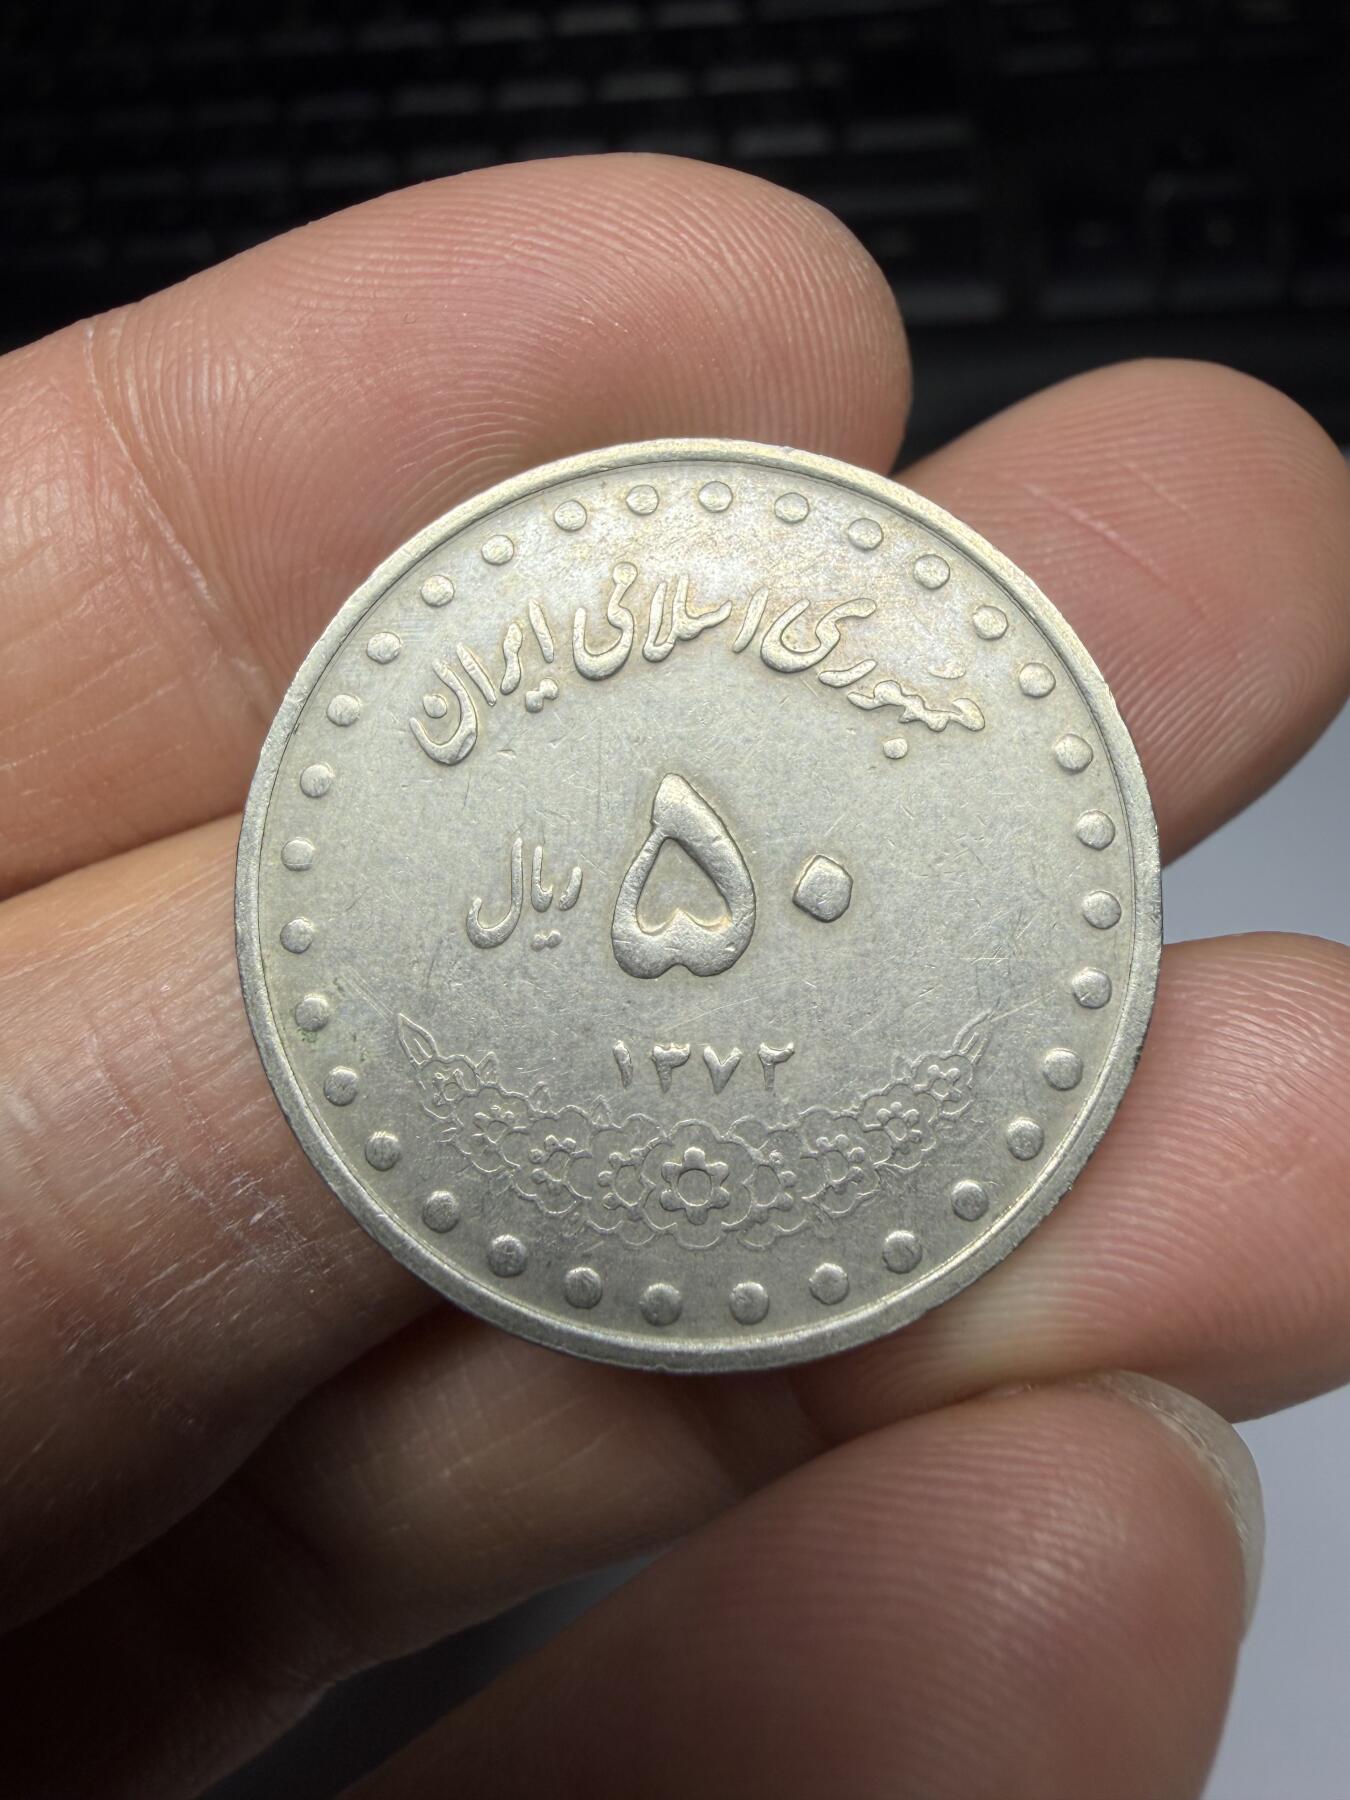 جمهوری اسلامی ایران
۵۰ ریال
۱۳۷۲